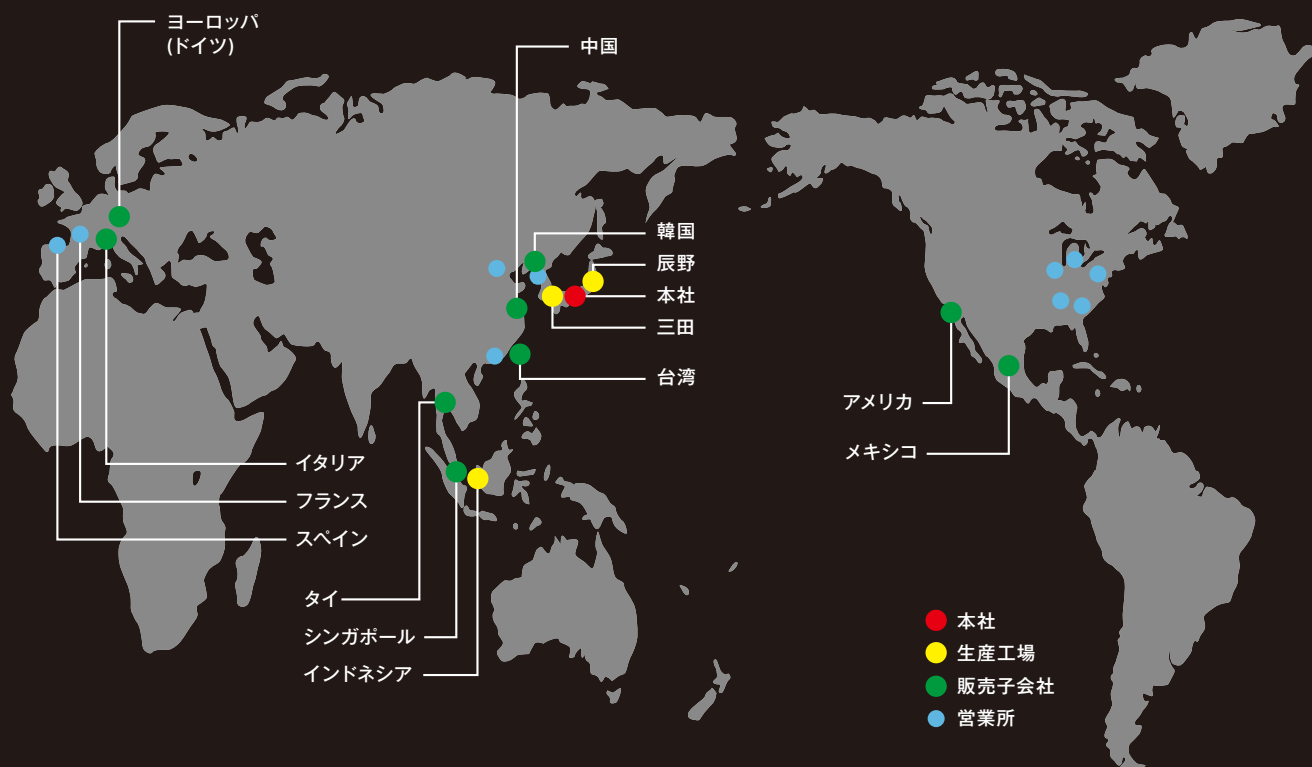 ヨーロッパ
(ドイツ)
中国
韓国
辰野
本社
三田
台湾
アメリカ
メキシコ
イタリア
フランス
スペイン
タイ
シンガポール
インドネシア
本社
生産工場
販売子会社
営業所